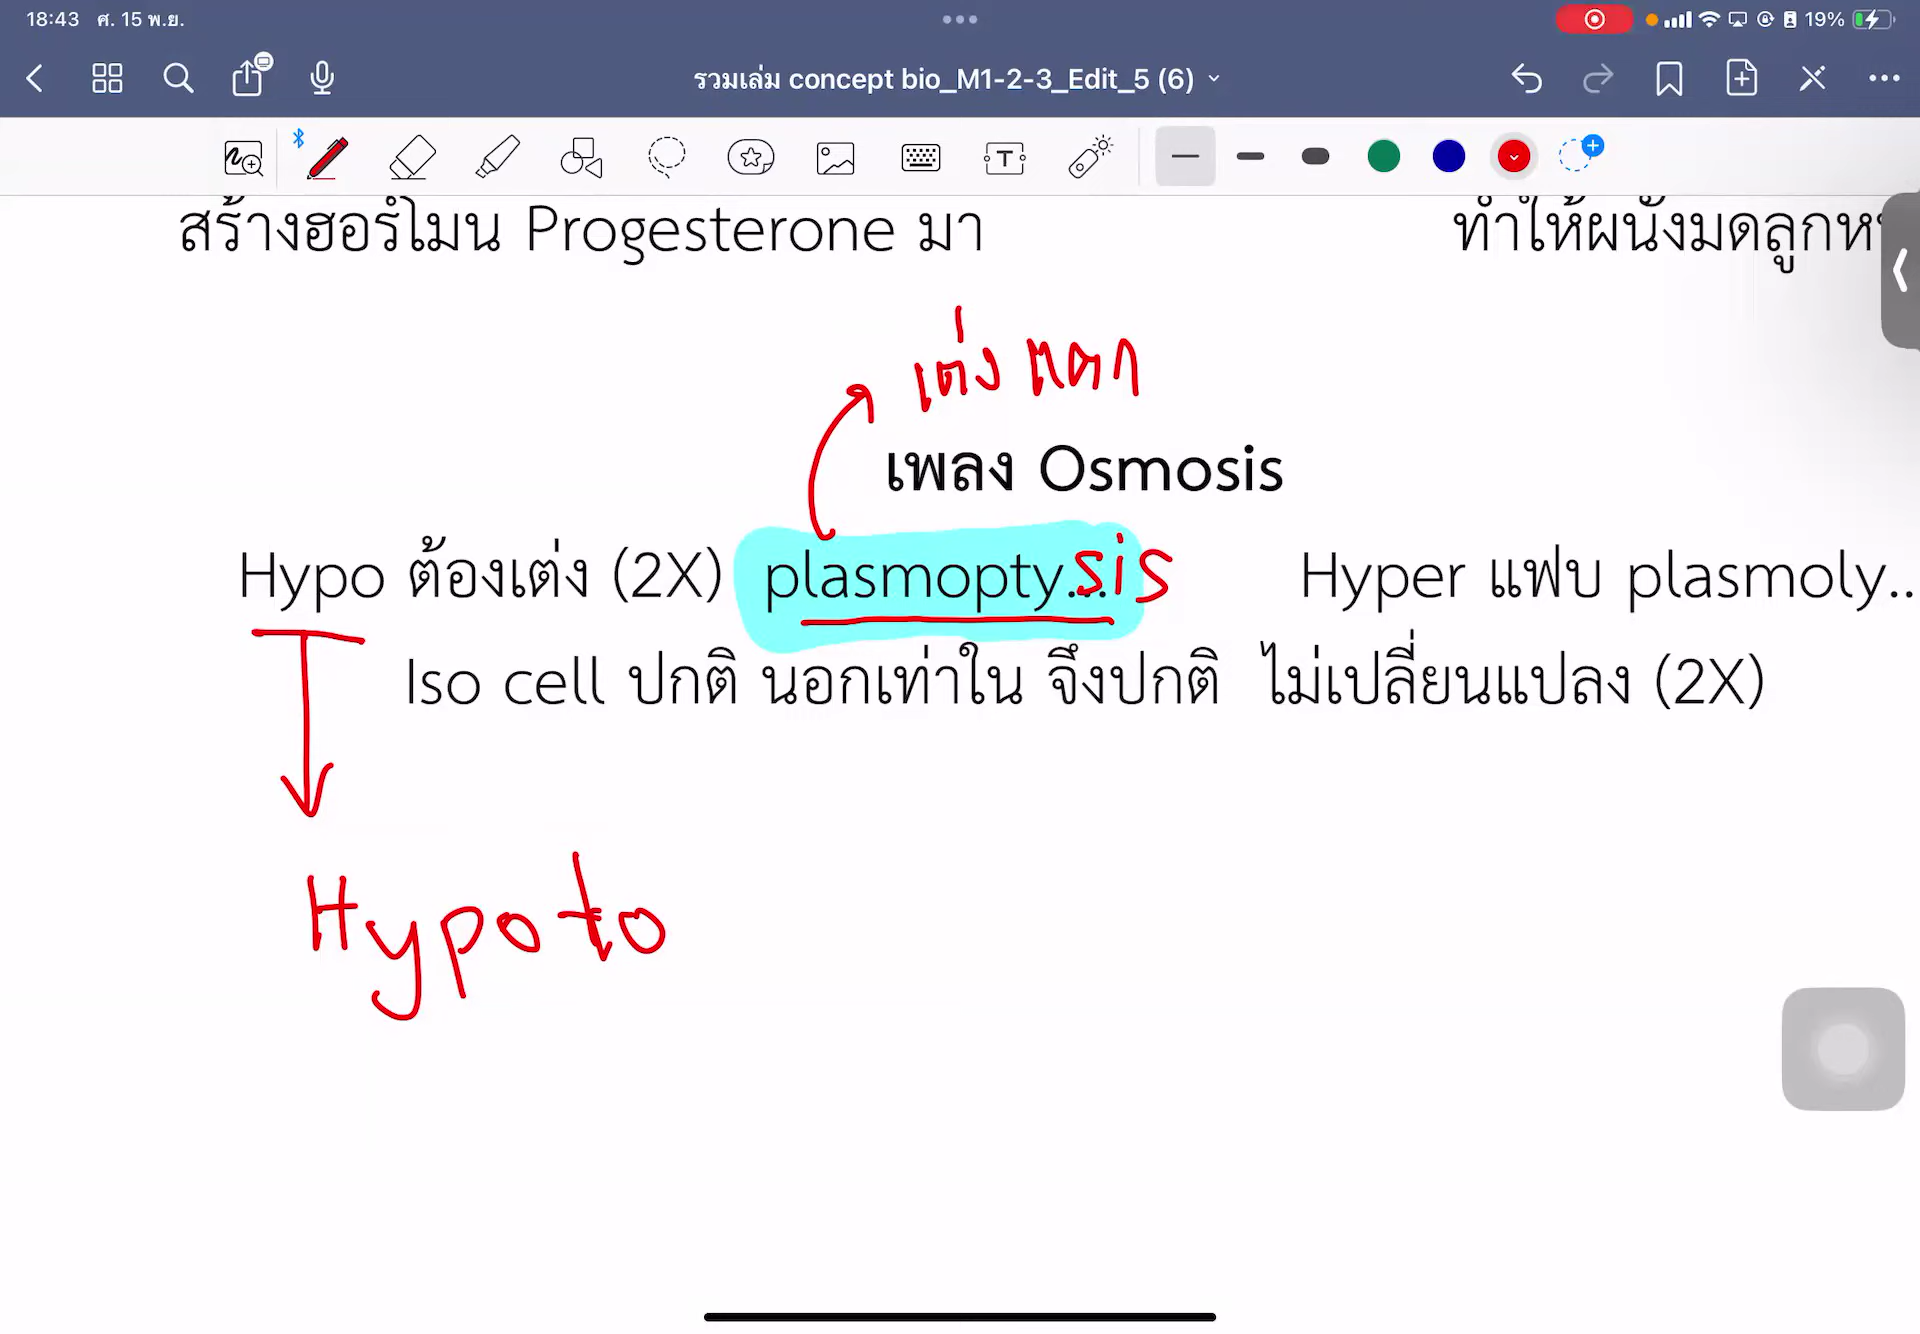 18:43 ศ. 15 พ.ย.
19%
รวมเล่ม concept bio_M1-2-3_Edit_5 (6)
สร้างฮอร์โมน Progesterone มา ทำให้ผนังมดลูกห
เต่งแตก
เพลง Osmosis
Hypo ต้องเต่ง (2X) plasmopty...sis Hyper แฟบ plasmoly..
Iso cell ปกติ นอกเท่าใน จึงปกติ ไม่เปลี่ยนแปลง (2X)
Hypoto